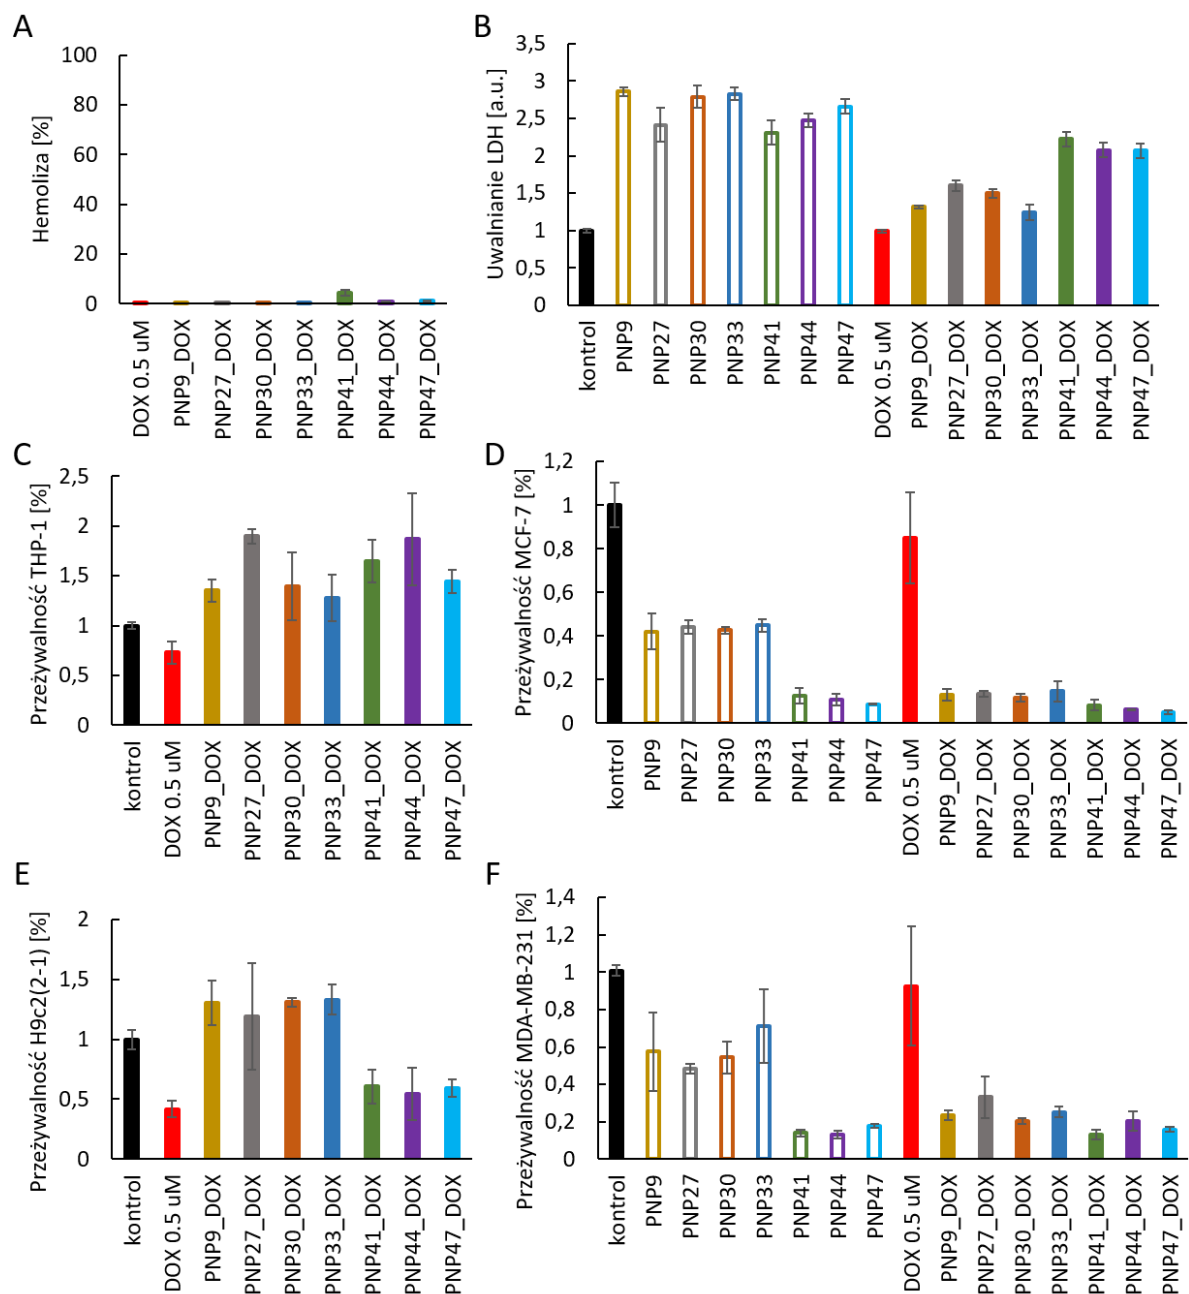 A
Hemoliza [%]
100
80
60
40
20
0
DOX 0.5 uM
PNP9_DOX
PNP27_DOX
PNP30_DOX
PNP33_DOX
PNP41_DOX
PNP44_DOX
PNP47_DOX
B
Uwalnianie LDH [a.u.]
3,5
3
2,5
2
1,5
1
0,5
0
kontrol
PNP9
PNP27
PNP30
PNP33
PNP41
PNP44
PNP47
DOX 0.5 uM
PNP9_DOX
PNP27_DOX
PNP30_DOX
PNP33_DOX
PNP41_DOX
PNP44_DOX
PNP47_DOX
C
Przeżywalność THP-1 [%]
2,5
2
1,5
1
0,5
0
kontrol
DOX 0.5 uM
PNP9_DOX
PNP27_DOX
PNP30_DOX
PNP33_DOX
PNP41_DOX
PNP44_DOX
PNP47_DOX
D
Przeżywalność MCF-7 [%]
1,2
1
0,8
0,6
0,4
0,2
0
kontrol
PNP9
PNP27
PNP30
PNP33
PNP41
PNP44
PNP47
DOX 0.5 uM
PNP9_DOX
PNP27_DOX
PNP30_DOX
PNP33_DOX
PNP41_DOX
PNP44_DOX
PNP47_DOX
E
Przeżywalność H9c2(2-1) [%]
2
1,5
1
0,5
0
kontrol
DOX 0.5 uM
PNP9_DOX
PNP27_DOX
PNP30_DOX
PNP33_DOX
PNP41_DOX
PNP44_DOX
PNP47_DOX
F
Przeżywalność MDA-MB-231 [%]
1,4
1,2
1
0,8
0,6
0,4
0,2
0
kontrol
PNP9
PNP27
PNP30
PNP33
PNP41
PNP44
PNP47
DOX 0.5 uM
PNP9_DOX
PNP27_DOX
PNP30_DOX
PNP33_DOX
PNP41_DOX
PNP44_DOX
PNP47_DOX